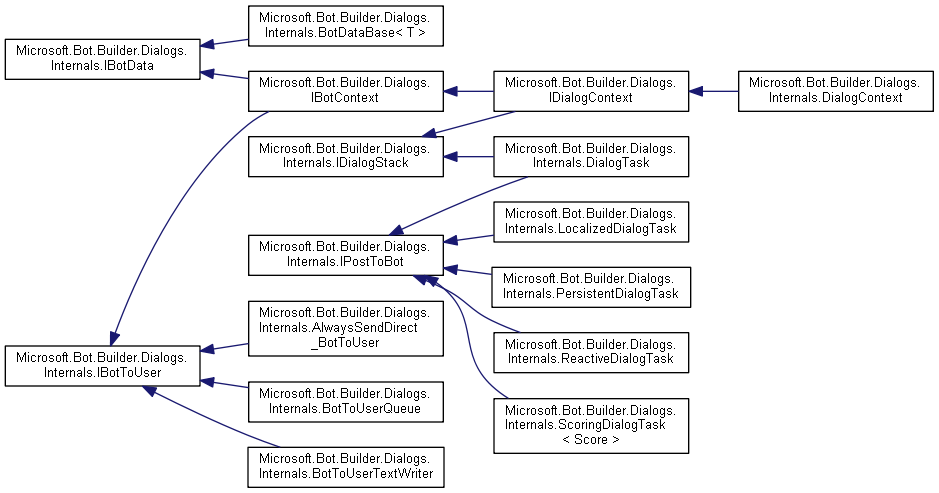 Microsoft.Bot.Builder.Dialogs.
Internals.BotDataBase< T >
Microsoft.Bot.Builder.Dialogs.
Internals.IBotData
Microsoft.Bot.Builder.Dialogs.
IBotContext
Microsoft.Bot.Builder.Dialogs.
IDialogContext
Microsoft.Bot.Builder.Dialogs.
Internals.DialogContext
Microsoft.Bot.Builder.Dialogs.
Internals.IDialogStack
Microsoft.Bot.Builder.Dialogs.
Internals.DialogTask
Microsoft.Bot.Builder.Dialogs.
Internals.LocalizedDialogTask
Microsoft.Bot.Builder.Dialogs.
Internals.IPostToBot
Microsoft.Bot.Builder.Dialogs.
Internals.PersistentDialogTask
Microsoft.Bot.Builder.Dialogs.
Internals.AlwaysSendDirect
_BotToUser
Microsoft.Bot.Builder.Dialogs.
Internals.ReactiveDialogTask
Microsoft.Bot.Builder.Dialogs.
Internals.IBotToUser
Microsoft.Bot.Builder.Dialogs.
Internals.BotToUserQueue
Microsoft.Bot.Builder.Dialogs.
Internals.ScoringDialogTask
< Score >
Microsoft.Bot.Builder.Dialogs.
Internals.BotToUserTextWriter